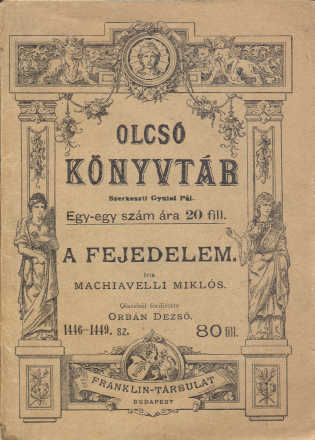 OLCSÓ
KÖNYVTÁR
Szerkeszti Gyulai Pál.
Egy-egy szám ára 20 fill.
A FEJEDELEM.
Irta
MACHIAVELLI MIKLÓS.
Olaszból fordította
ORBÁN DEZSŐ.
1446–1449. sz. 80 fill.
FRANKLIN-TÁRSULAT
BUDAPEST